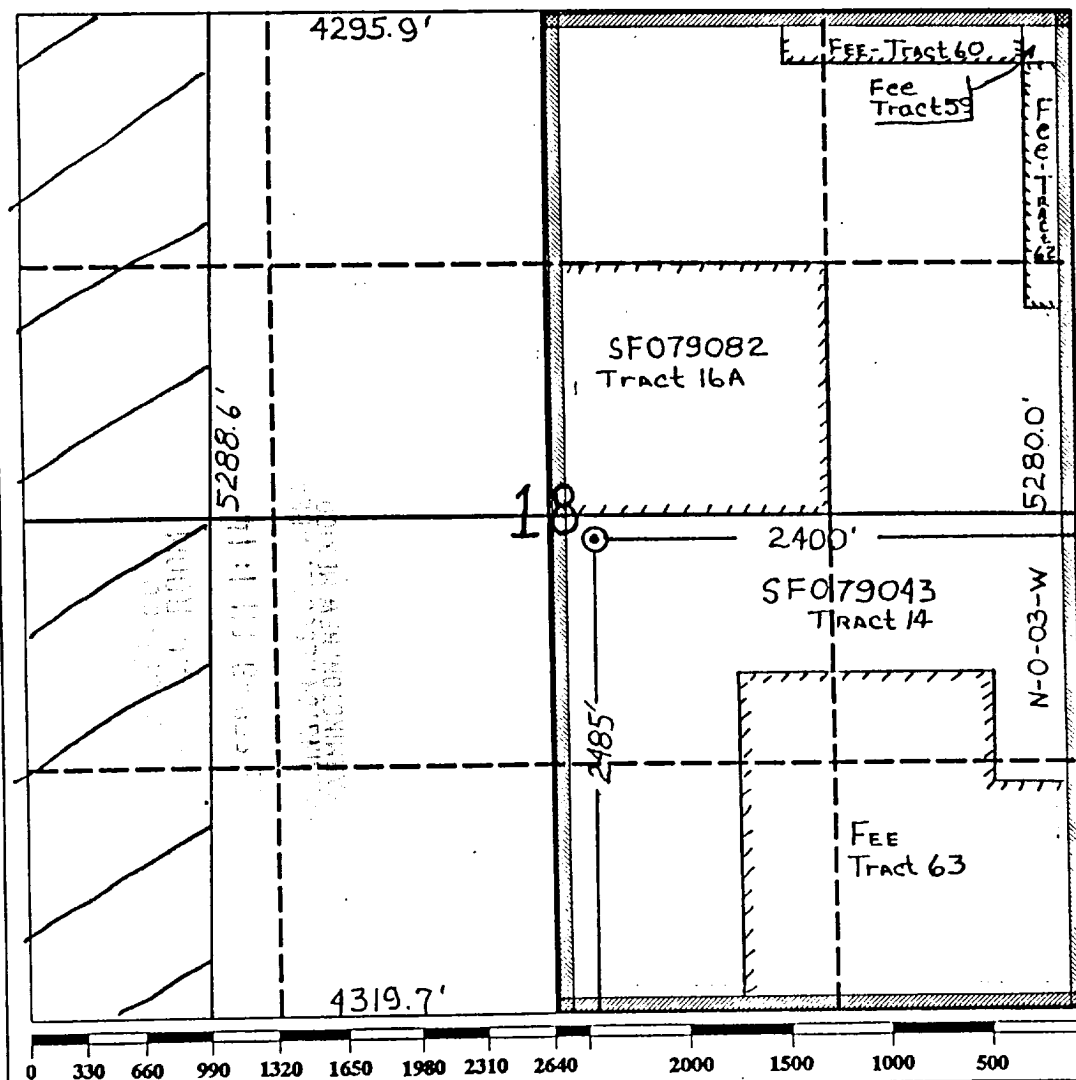 4295.9'
FEE-Tract 60
Fee
Tract 59
Fee-Tract 62
SF079082
Tract 16A
5288.6'
5280.0'
18
2400'
SF079043
Tract 14
N-0-03-W
2485'
FEE
Tract 63
4319.7'
0 330 660 990 1320 1650 1980 2310 2640 2000 1500 1000 500